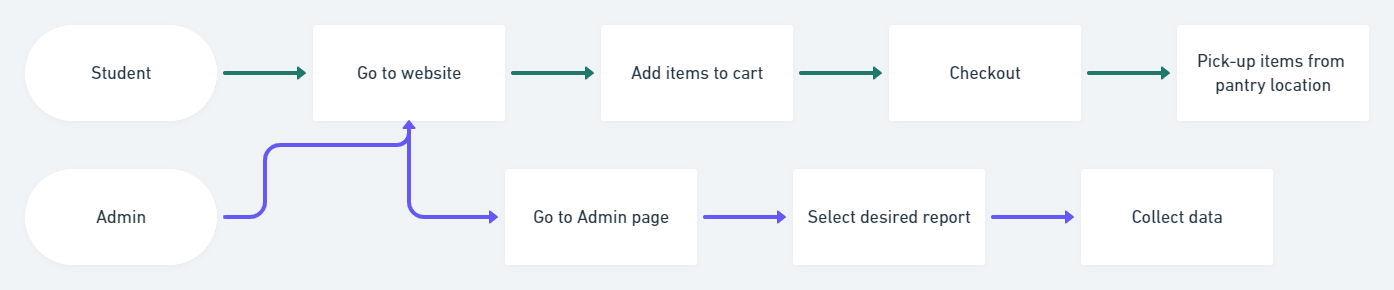 Student
Go to website
Add items to cart
Checkout
Pick-up items from
pantry location
Admin
Go to Admin page
Select desired report
Collect data